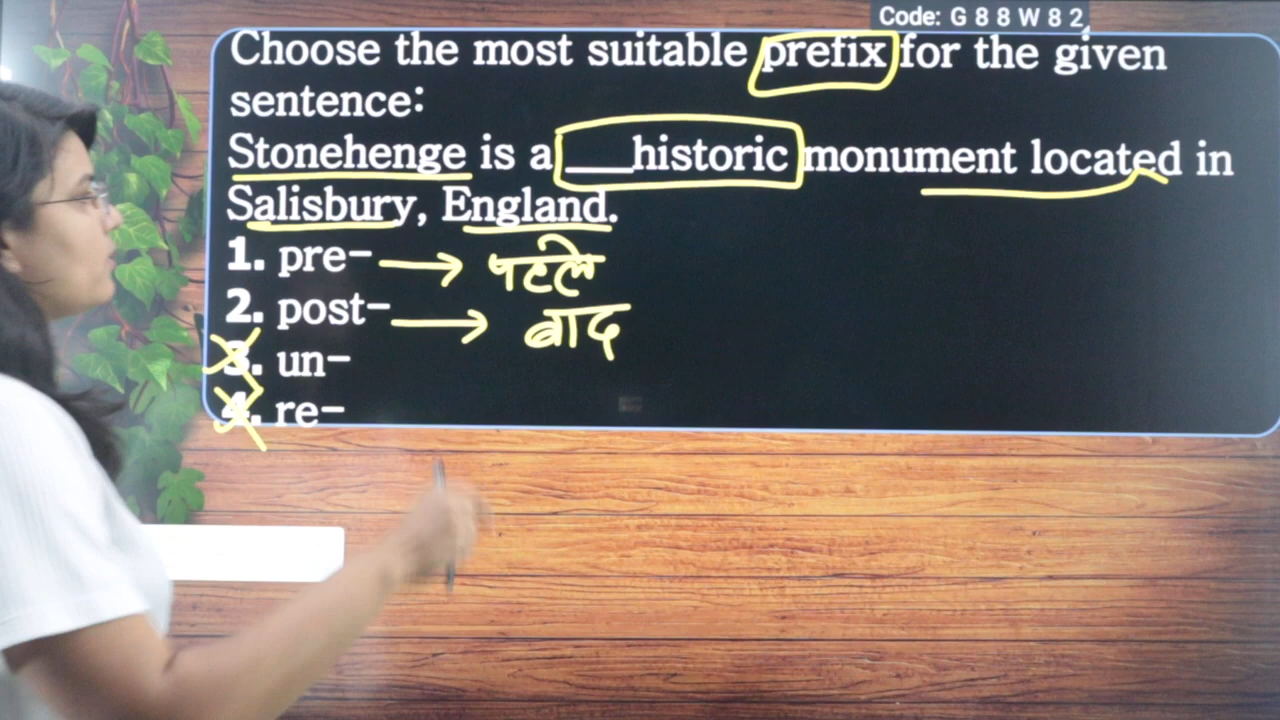 Code: G 8 8 W 8 2
Choose the most suitable prefix for the given
sentence:
Stonehenge is a ___historic monument located in
Salisbury, England.
1. pre- → पहले
2. post- → बाद
3. un-
4. re-